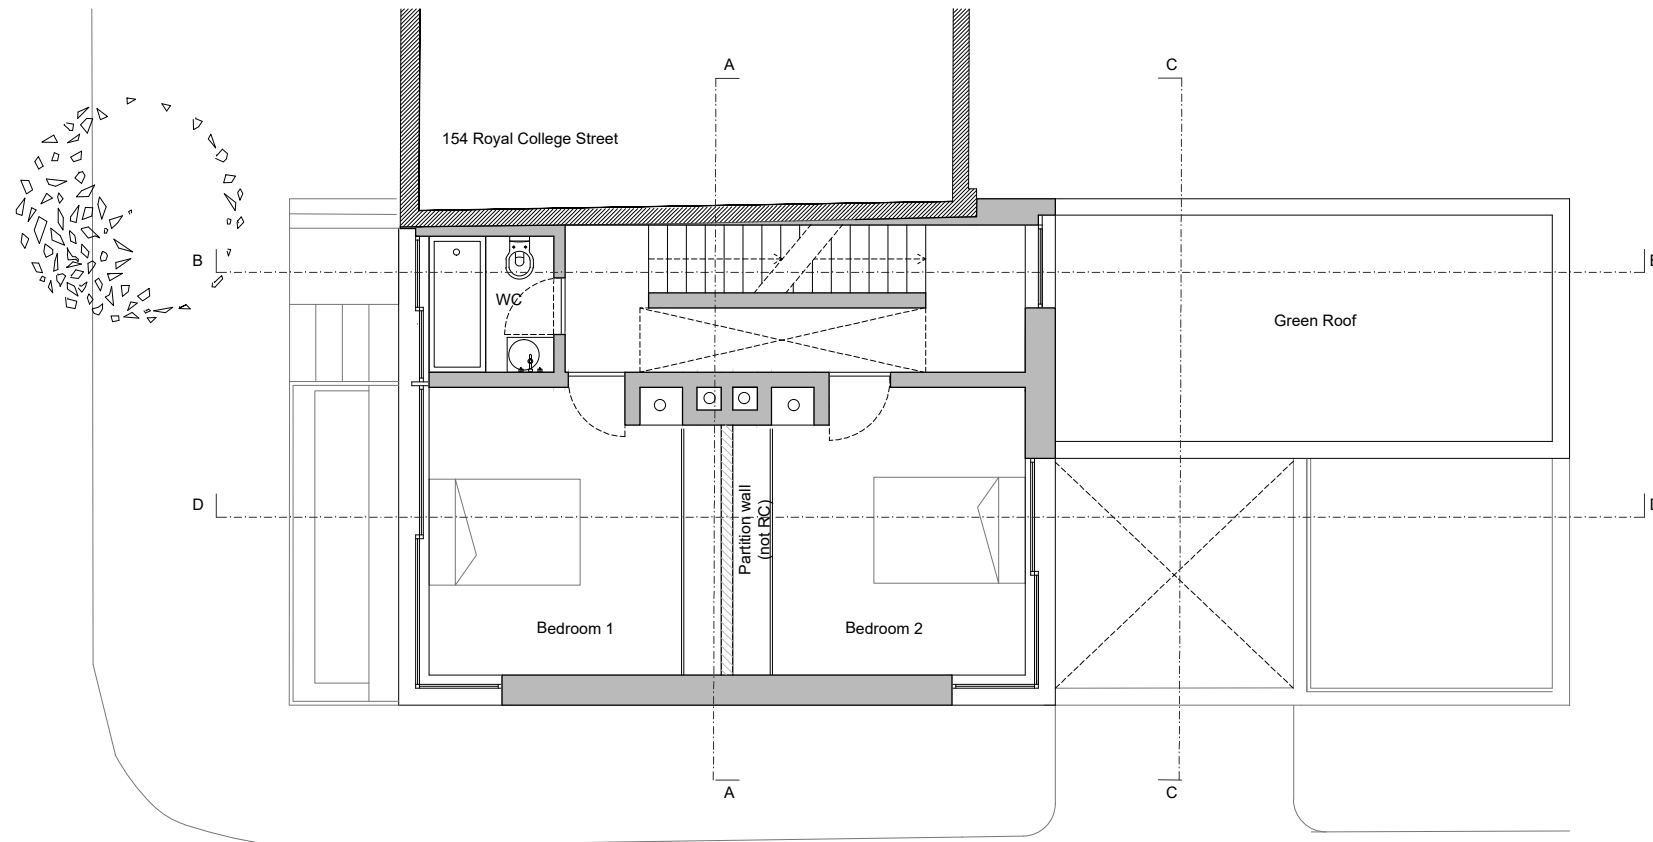 A
C
154 Royal College Street
B
B
WC
Green Roof
D
D
Partition wall
(not RC)
Bedroom 1
Bedroom 2
A
C